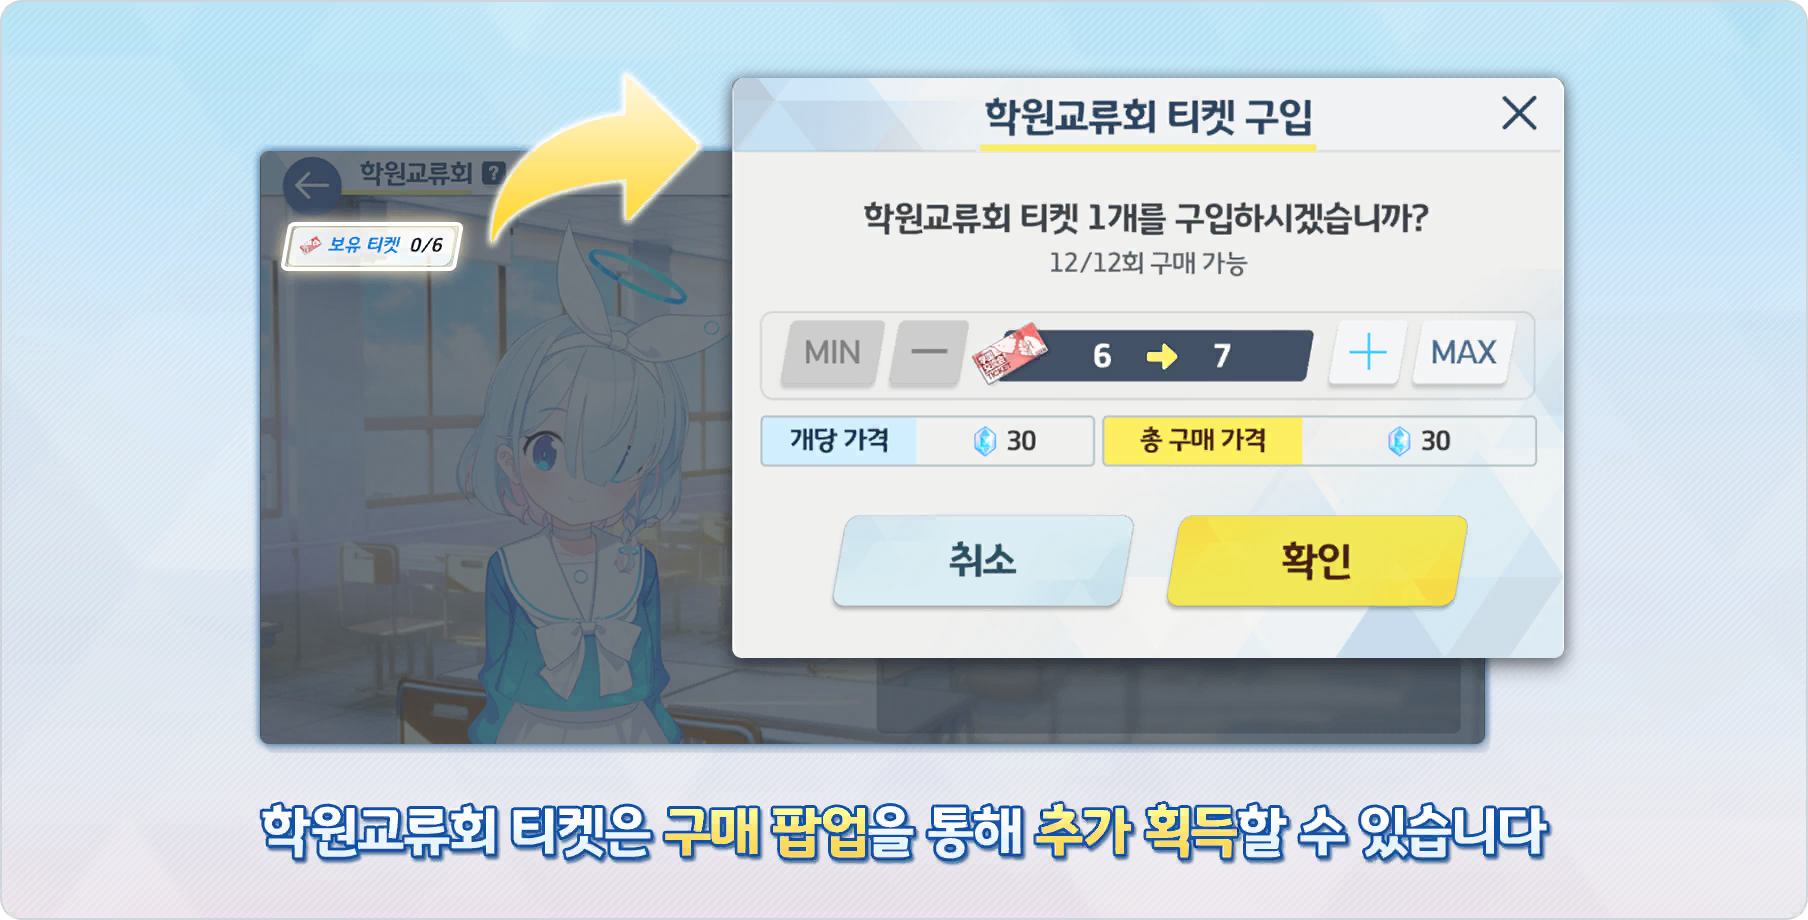 학원교류회 ?
보유 티켓 0/6
학원교류회 티켓 구입
학원교류회 티켓 1개를 구입하시겠습니까?
12/12회 구매 가능
MIN 6 7 MAX
TICKET
개당 가격 30 총 구매 가격 30
취소 확인
학원교류회 티켓은 구매 팝업을 통해 추가 획득할 수 있습니다